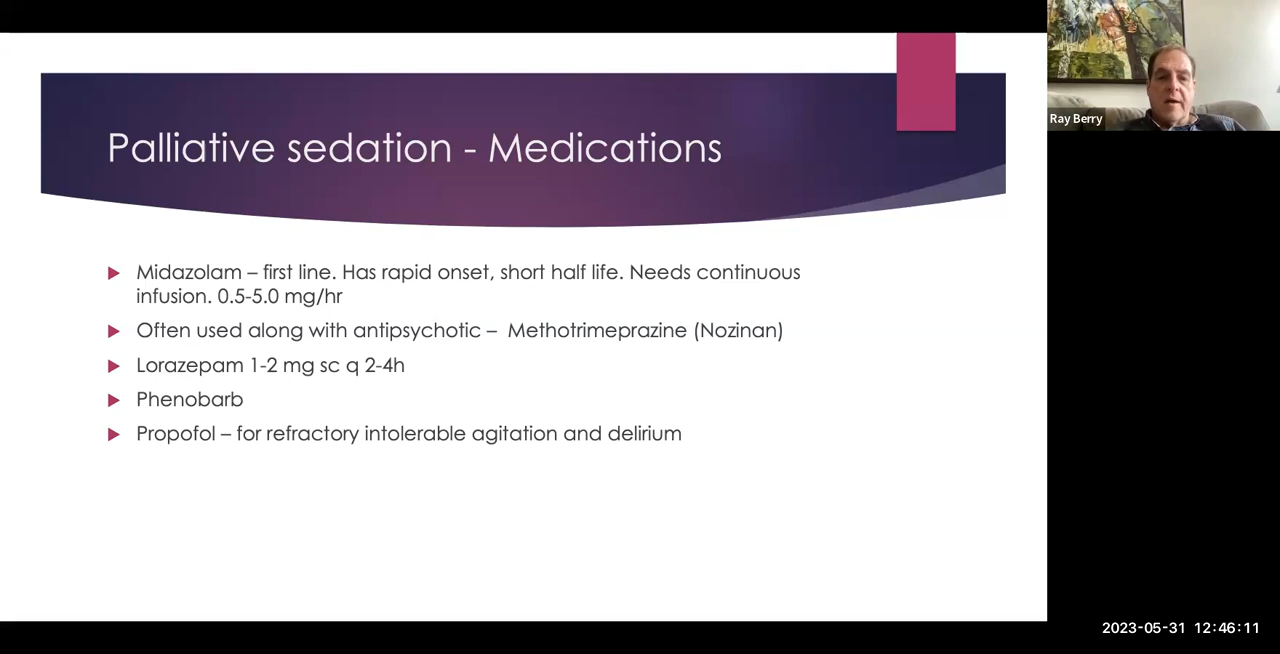 Palliative sedation - Medications
Midazolam – first line. Has rapid onset, short half life. Needs continuous
infusion. 0.5-5.0 mg/hr
Often used along with antipsychotic –  Methotrimeprazine (Nozinan)
Lorazepam 1-2 mg sc q 2-4h
Phenobarb
Propofol – for refractory intolerable agitation and delirium
Ray Berry
2023-05-31 12:46:11